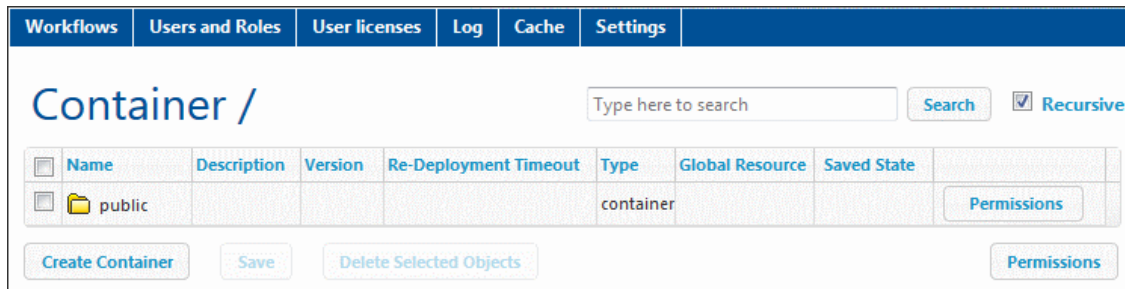 Workflows Users and Roles User licenses Log Cache Settings
Container /
Type here to search Search Recursive
Name Description Version Re-Deployment Timeout Type Global Resource Saved State
public container Permissions
Create Container Save Delete Selected Objects Permissions